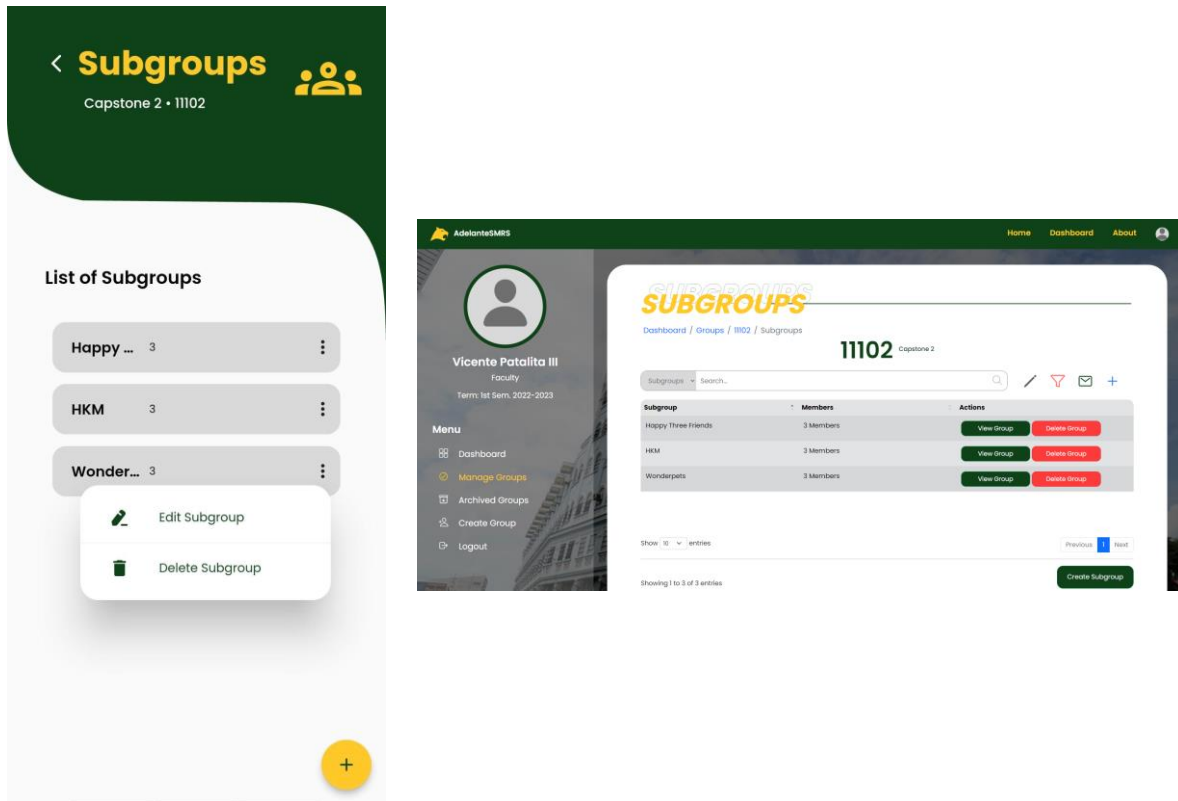 Subgroups
Capstone 2 • 11102
List of Subgroups
Happy ... 3
HKM 3
Wonder... 3
Edit Subgroup
Delete Subgroup
+
AdelanteSMRS
Home Dashboard About
Vicente Patalita III
Faculty
Term: 1st Sem, 2022-2023
Menu
Dashboard
Manage Groups
Archived Groups
Create Group
Logout
SUBGROUPS
SUBGROUPS
Dashboard / Groups / 11102 / Subgroups
11102 Capstone 2
Subgroups Search...
Subgroup Members Actions
Happy Three Friends 3 Members View Group Delete Group
HKM 3 Members View Group Delete Group
Wonderpets 3 Members View Group Delete Group
Show 10 entries
Previous 1 Next
Showing 1 to 3 of 3 entries
Create Subgroup